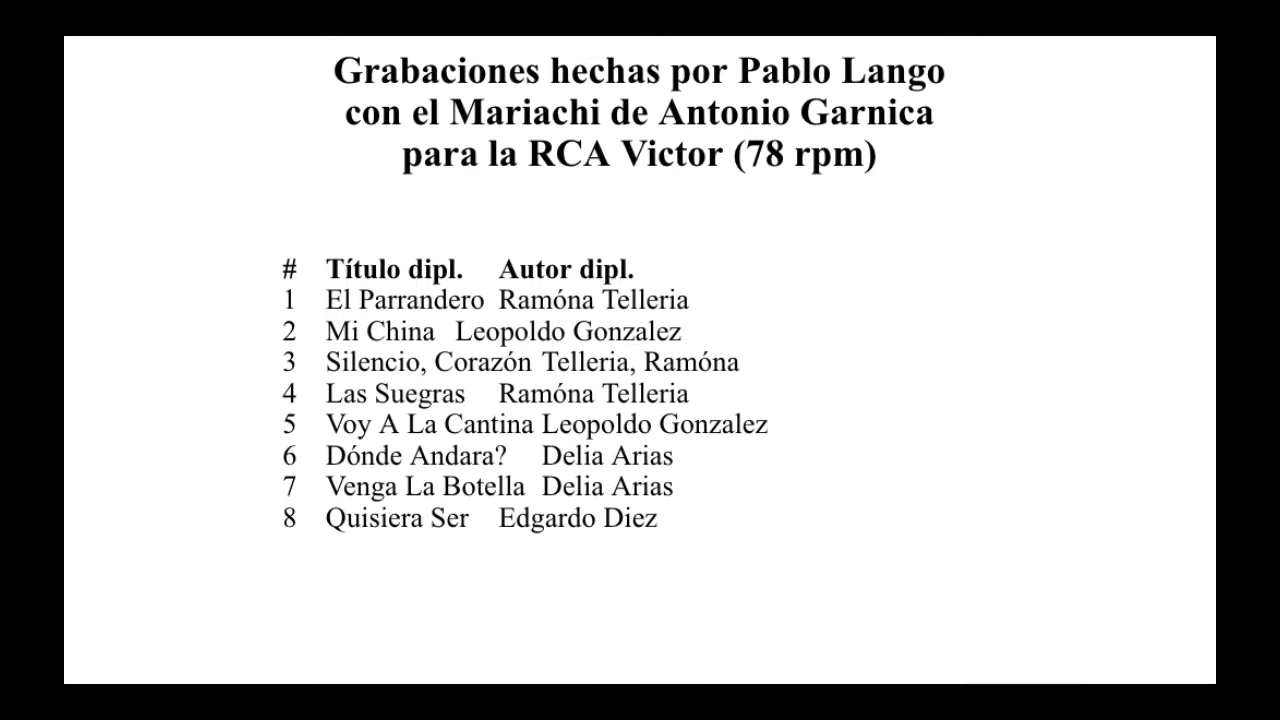 Grabaciones hechas por Pablo Lango
con el Mariachi de Antonio Garnica
para la RCA Victor (78 rpm)
# Título dipl. Autor dipl.
1 El Parrandero Ramóna Telleria
2 Mi China Leopoldo Gonzalez
3 Silencio, Corazón Telleria, Ramóna
4 Las Suegras Ramóna Telleria
5 Voy A La Cantina Leopoldo Gonzalez
6 Dónde Andara? Delia Arias
7 Venga La Botella Delia Arias
8 Quisiera Ser Edgardo Diez